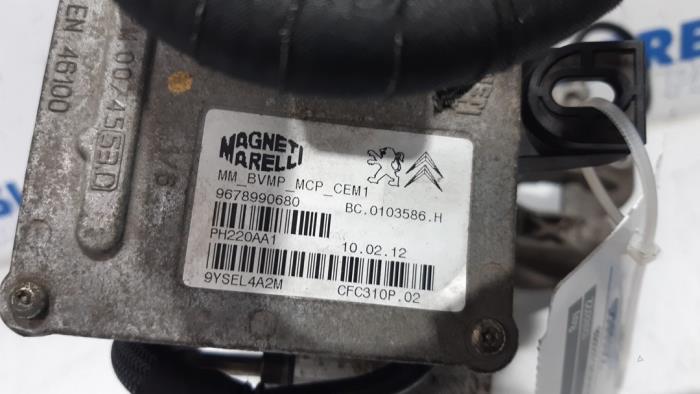 MAGNETI
MARELLI
MM_BVMP_MCP_CEM1
9678990680
BC.0103586.H
PH220AA1
10.02.12
9YSEL4A2M
CFC310P.02
EN 46100